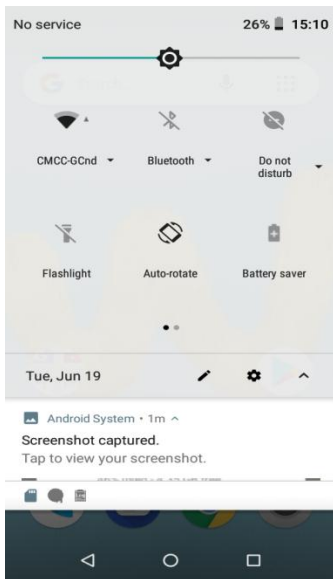 No service 26% 15:10
CMCC-GCnd Bluetooth Do not
disturb
Flashlight Auto-rotate Battery saver
Tue, Jun 19
Android System • 1m
Screenshot captured.
Tap to view your screenshot.